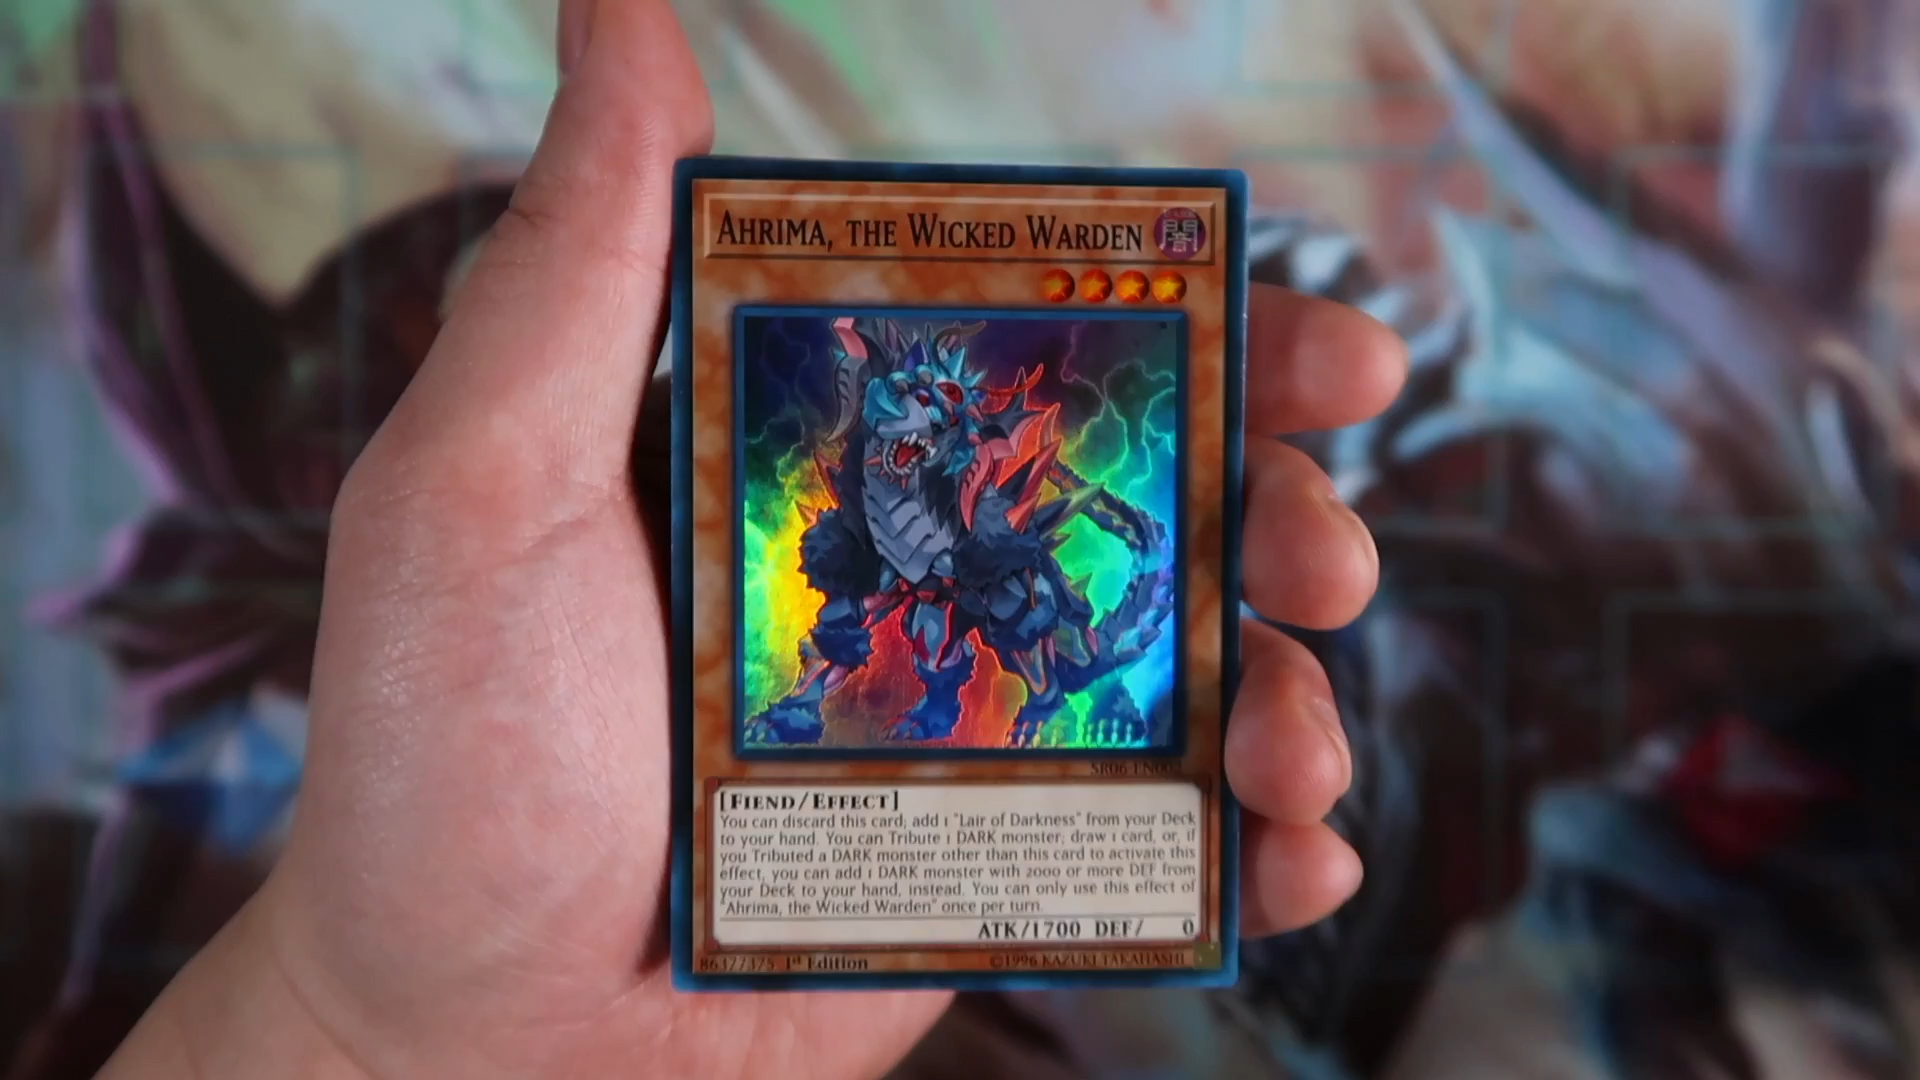 AHRIMA, THE WICKED WARDEN
闇
SR06-EN002
[FIEND/EFFECT]
You can discard this card; add 1 "Lair of Darkness" from your Deck
to your hand. You can Tribute 1 DARK monster; draw 1 card, or, if
you Tributed a DARK monster other than this card to activate this
effect, you can add 1 DARK monster with 2000 or more DEF from
your Deck to your hand, instead. You can only use this effect of
"Ahrima, the Wicked Warden" once per turn.
ATK/1700 DEF/ 0
86377375 1st Edition ©1996 KAZUKI TAKAHASHI